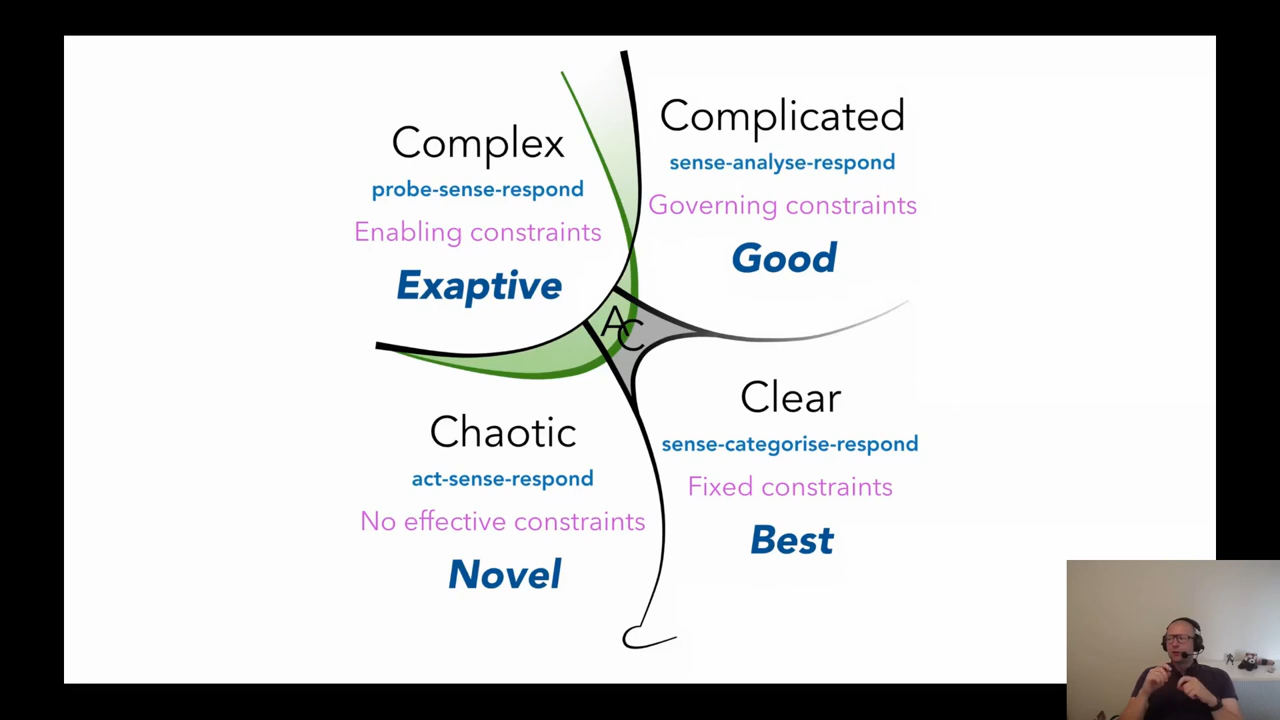 Complex
probe-sense-respond
Enabling constraints
Exaptive
Complicated
sense-analyse-respond
Governing constraints
Good
A
C
Chaotic
act-sense-respond
No effective constraints
Novel
Clear
sense-categorise-respond
Fixed constraints
Best